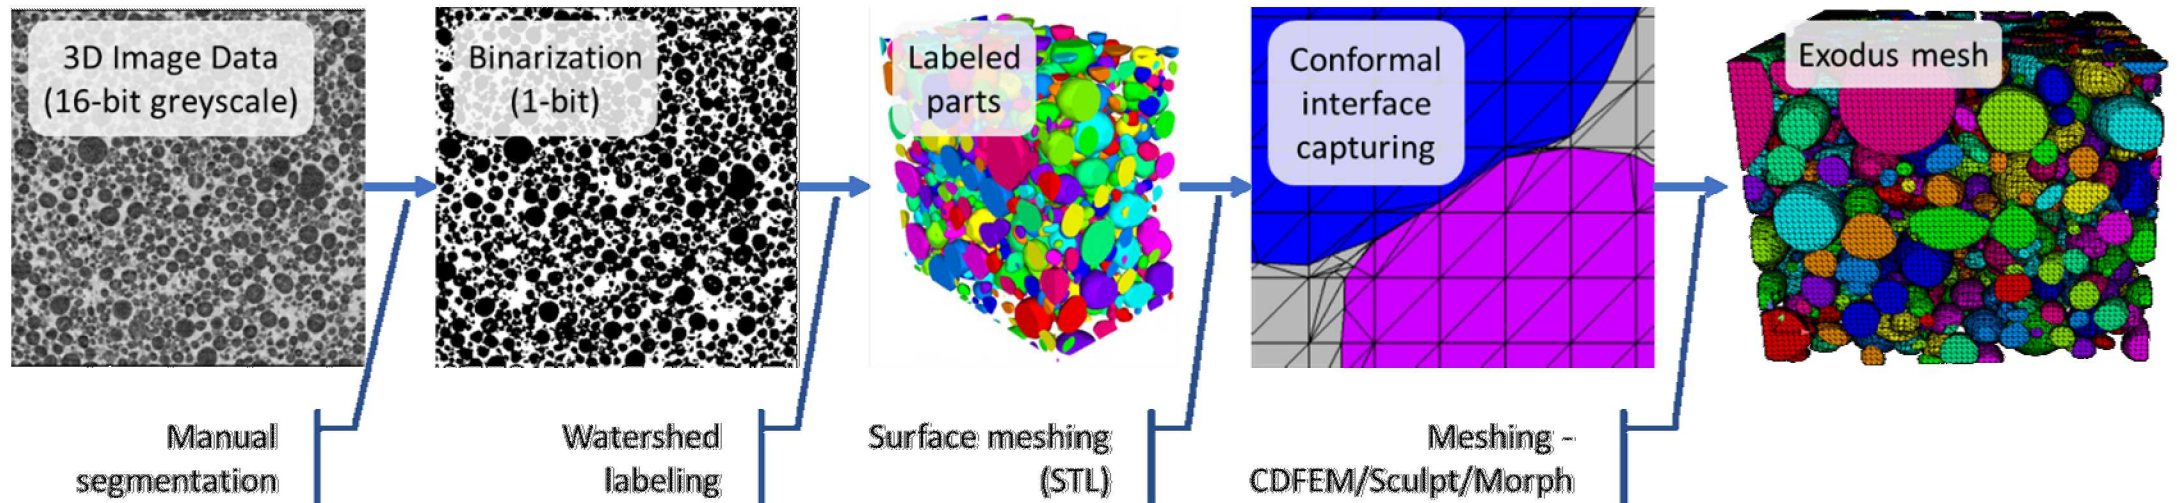 3D Image Data
(16-bit greyscale)
Binarization
(1-bit)
Labeled
parts
Conformal
interface
capturing
Exodus mesh
Manual
segmentation
Watershed
labeling
Surface meshing
(STL)
Meshing -
CDFEM/Sculpt/Morph